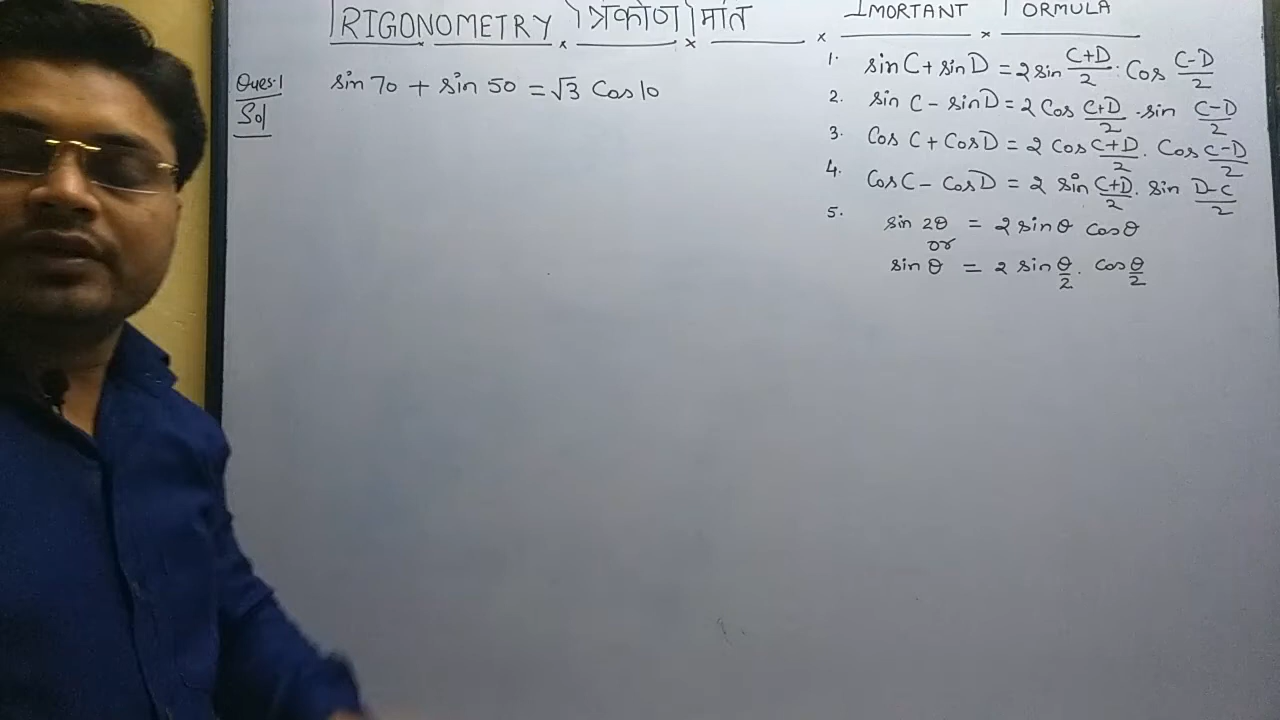 TRIGONOMETRY त्रिकोणमिति
IMORTANT FORMULA
Ques.1 sin 70 + sin 50 = √3 Cos 10
Sol
1. sin C + sin D = 2 sin C+D/2 . Cos C-D/2
2. sin C - sin D = 2 Cos C+D/2 . sin C-D/2
3. Cos C + Cos D = 2 Cos C+D/2 . Cos C-D/2
4. Cos C - Cos D = 2 sin C+D/2 . sin D-C/2
5. sin 2θ = 2 sin θ cos θ
or
sin θ = 2 sin θ/2 . cos θ/2